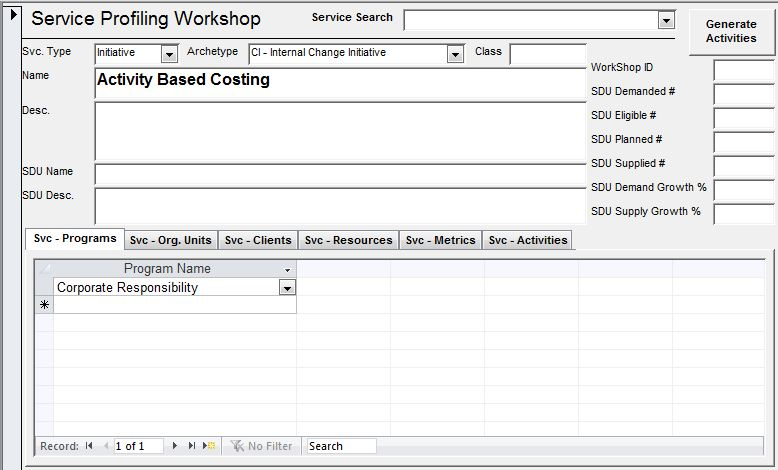 Service Profiling Workshop
Service Search
Generate
Activities
Svc. Type
Initiative
Archetype
CI - Internal Change Initiative
Class
Name
Activity Based Costing
Desc.
SDU Name
SDU Desc.
WorkShop ID
SDU Demanded #
SDU Eligible #
SDU Planned #
SDU Supplied #
SDU Demand Growth %
SDU Supply Growth %
Svc - Programs
Svc - Org. Units
Svc - Clients
Svc - Resources
Svc - Metrics
Svc - Activities
Program Name
Corporate Responsibility
Record:
1 of 1
No Filter
Search